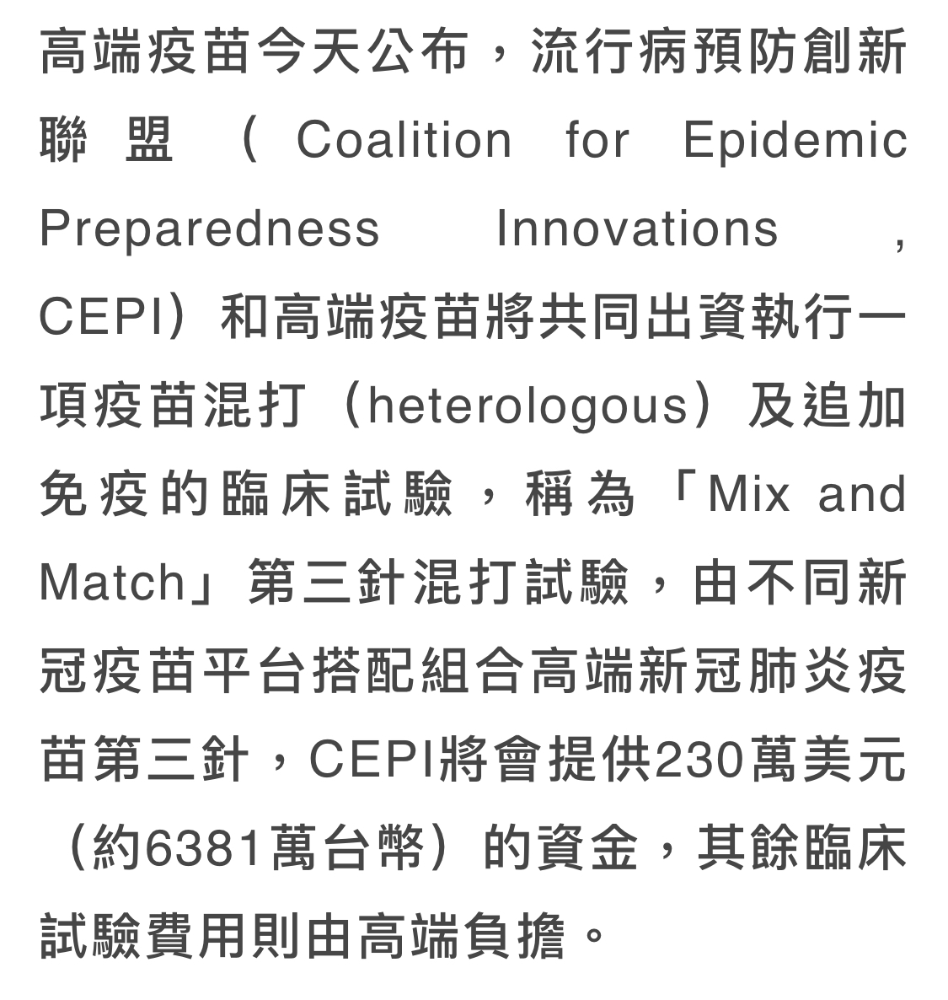 高端疫苗今天公布，流行病預防創新
聯盟（Coalition for Epidemic
Preparedness Innovations，
CEPI）和高端疫苗將共同出資執行一
項疫苗混打（heterologous）及追加
免疫的臨床試驗，稱為「Mix and
Match」第三針混打試驗，由不同新
冠疫苗平台搭配組合高端新冠肺炎疫
苗第三針，CEPI將會提供230萬美元
（約6381萬台幣）的資金，其餘臨床
試驗費用則由高端負擔。